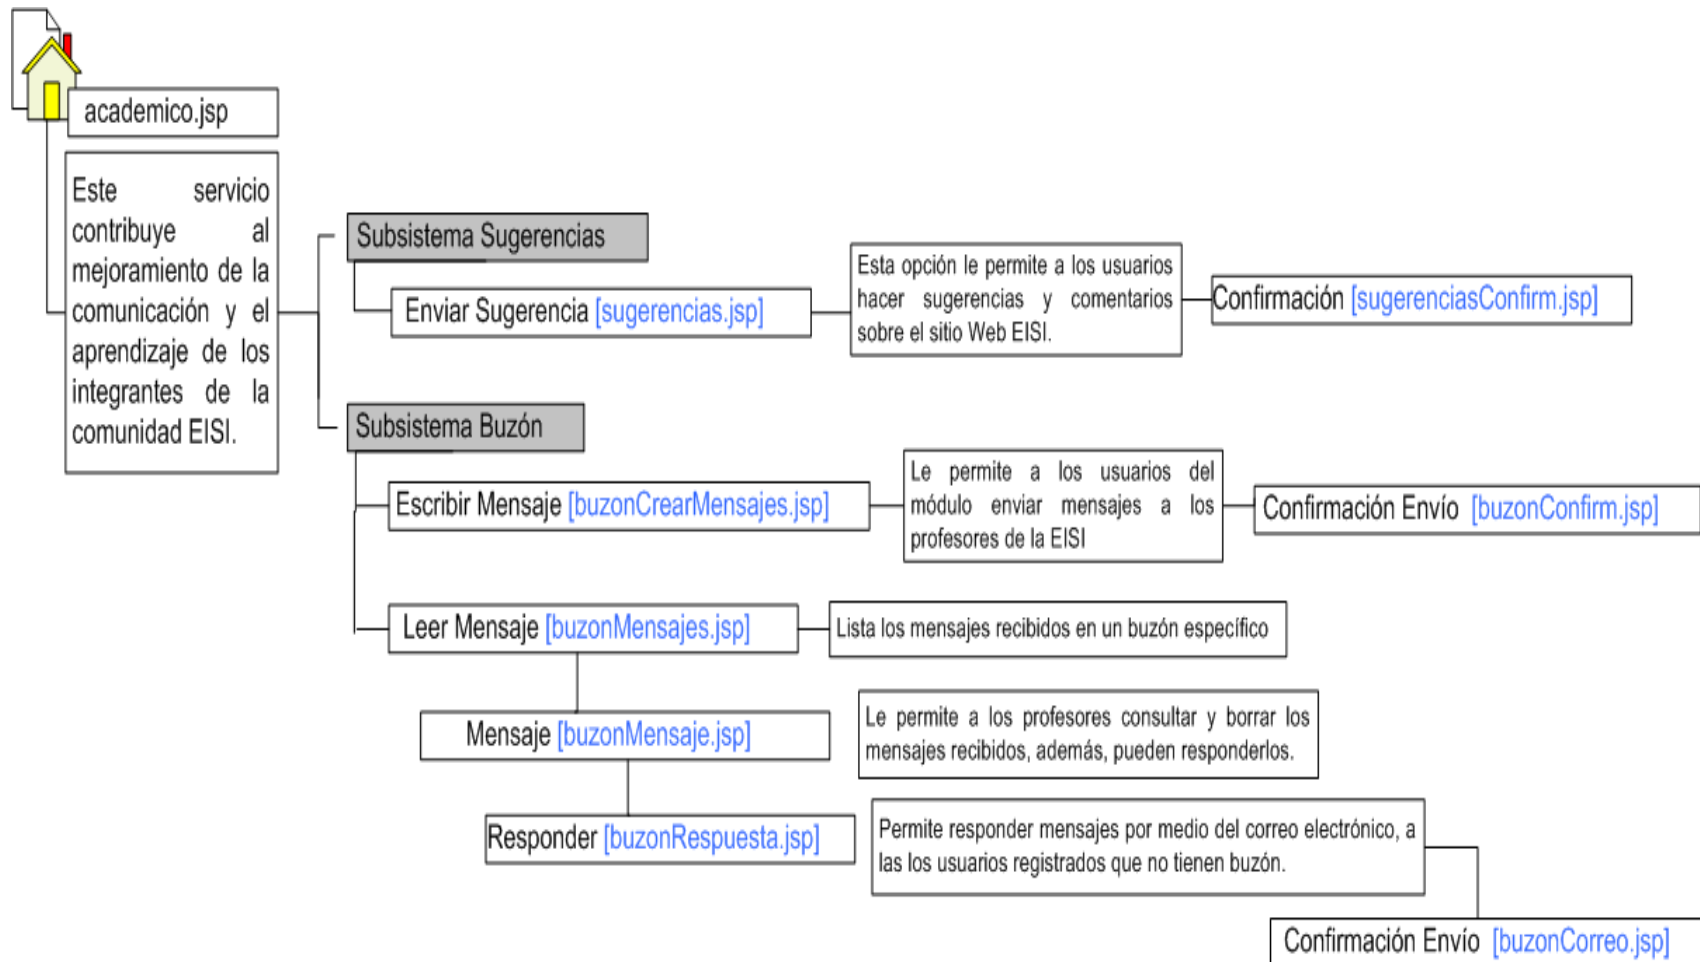 academico.jsp
Este servicio
contribuye al
mejoramiento de la
comunicación y el
aprendizaje de los
integrantes de la
comunidad EISI.
Subsistema Sugerencias
Enviar Sugerencia [sugerencias.jsp]
Esta opción le permite a los usuarios
hacer sugerencias y comentarios
sobre el sitio Web EISI.
Confirmación [sugerenciasConfirm.jsp]
Subsistema Buzón
Escribir Mensaje [buzonCrearMensajes.jsp]
Le permite a los usuarios del
módulo enviar mensajes a los
profesores de la EISI
Confirmación Envío [buzonConfirm.jsp]
Leer Mensaje [buzonMensajes.jsp]
Lista los mensajes recibidos en un buzón específico
Mensaje [buzonMensaje.jsp]
Le permite a los profesores consultar y borrar los
mensajes recibidos, además, pueden responderlos.
Responder [buzonRespuesta.jsp]
Permite responder mensajes por medio del correo electrónico, a
las los usuarios registrados que no tienen buzón.
Confirmación Envío [buzonCorreo.jsp]